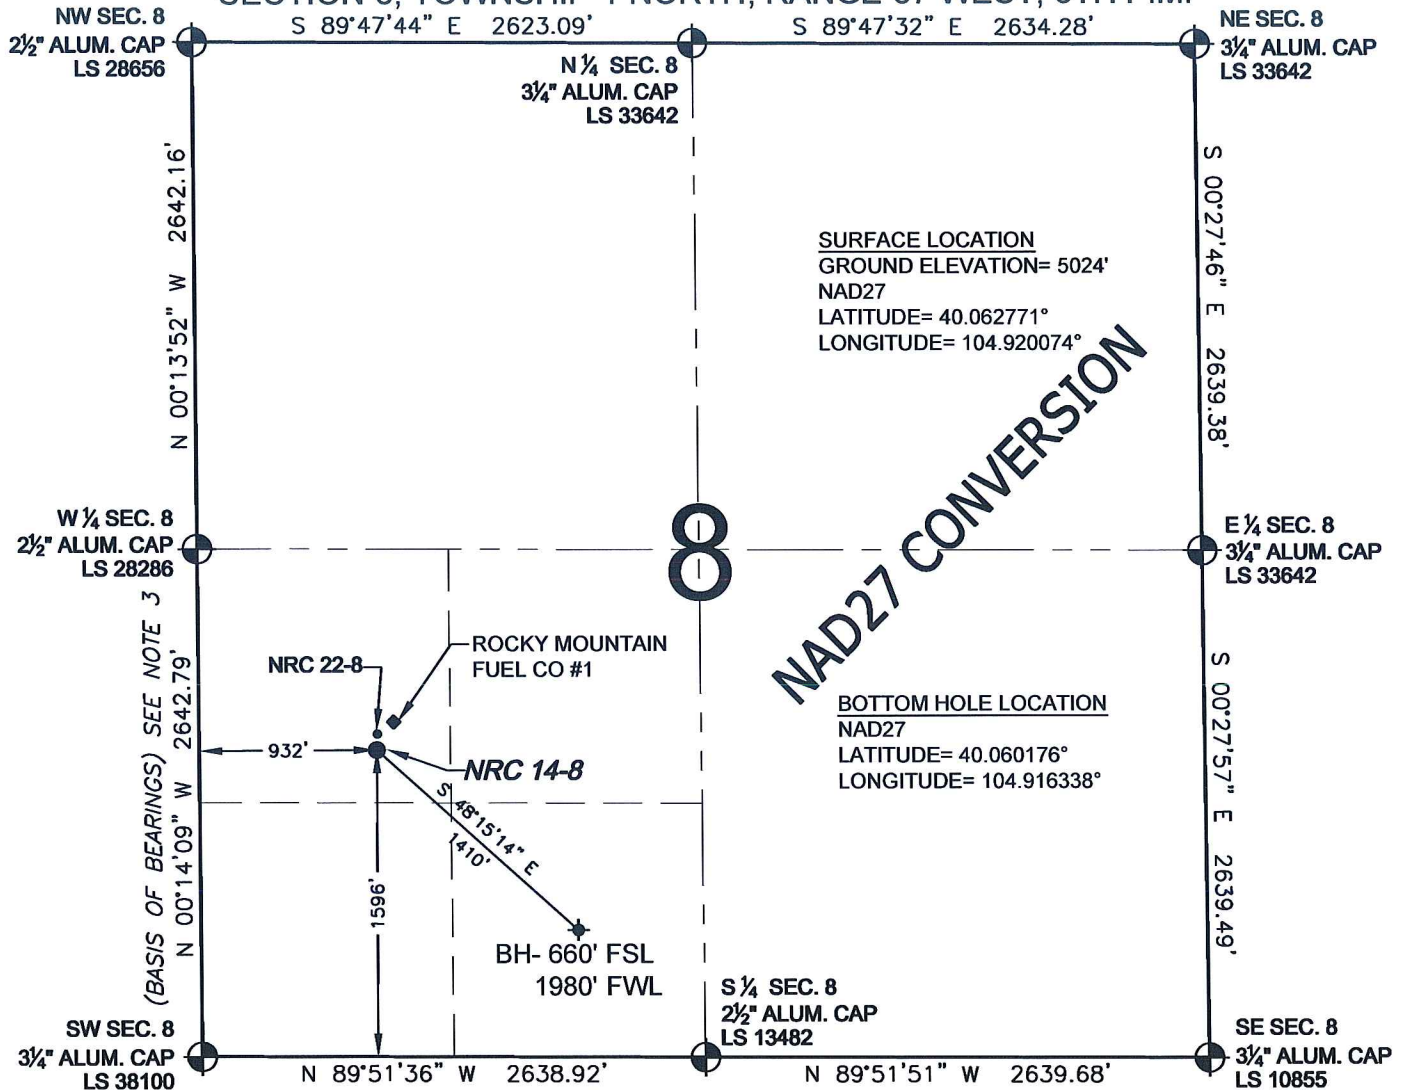 NW SEC. 8
2½" ALUM. CAP
LS 28656
S 89°47'44" E 2623.09'
N ¼ SEC. 8
3¼" ALUM. CAP
LS 33642
S 89°47'32" E 2634.28'
NE SEC. 8
3¼" ALUM. CAP
LS 33642
N 00°13'52" W 2642.16'
S 00°27'46" E 2639.38'
SURFACE LOCATION
GROUND ELEVATION= 5024'
NAD27
LATITUDE= 40.062771°
LONGITUDE= 104.920074°
NAD27 CONVERSION
W ¼ SEC. 8
2½" ALUM. CAP
LS 28286
8
E ¼ SEC. 8
3¼" ALUM. CAP
LS 33642
(BASIS OF BEARINGS) SEE NOTE 3
N 00°14'09" W 2642.79'
NRC 22-8
ROCKY MOUNTAIN
FUEL CO #1
932'
NRC 14-8
S 48°15'14" E
1410'
1596'
BH- 660' FSL
1980' FWL
BOTTOM HOLE LOCATION
NAD27
LATITUDE= 40.060176°
LONGITUDE= 104.916338°
S 00°27'57" E 2639.49'
SW SEC. 8
3¼" ALUM. CAP
LS 38100
N 89°51'36" W 2638.92'
S ¼ SEC. 8
2½" ALUM. CAP
LS 13482
N 89°51'51" W 2639.68'
SE SEC. 8
3¼" ALUM. CAP
LS 10855